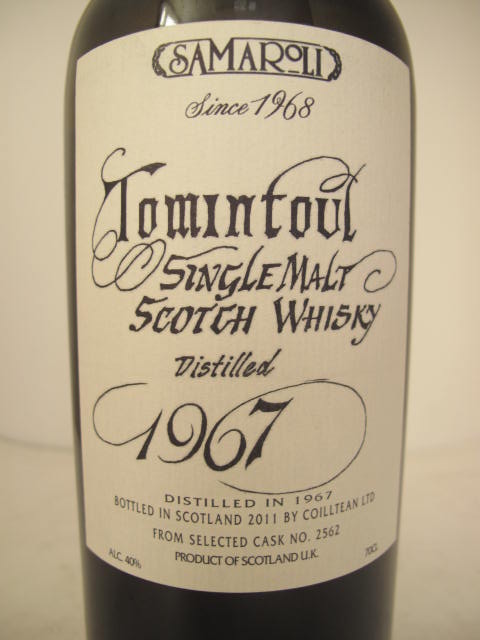 SAMAROLI
Since 1968
Tomintoul
Single Malt
Scotch Whisky
Distilled
1967
DISTILLED IN 1967
BOTTLED IN SCOTLAND 2011 BY COILLTEAN LTD
FROM SELECTED CASK NO. 2562
ALC. 40% PRODUCT OF SCOTLAND U.K. 70CL